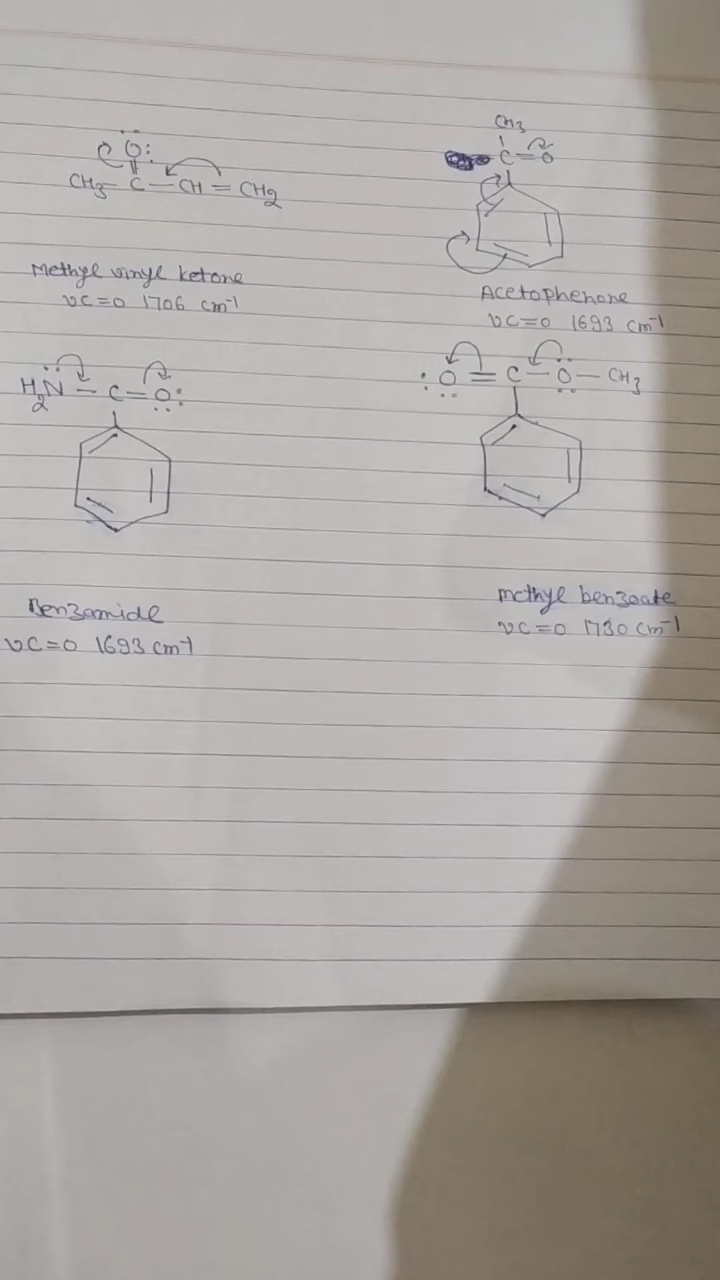 CH3
O:
C = O
CH3 – C – CH = CH2
Methyl vinyl ketone
νC=O 1706 cm-1
Acetophenone
νC=O 1693 cm-1
H2N – C – O:
:O = C – O – CH3
Benzamide
νC=O 1693 cm-1
methyl benzoate
νC=O 1730 cm-1